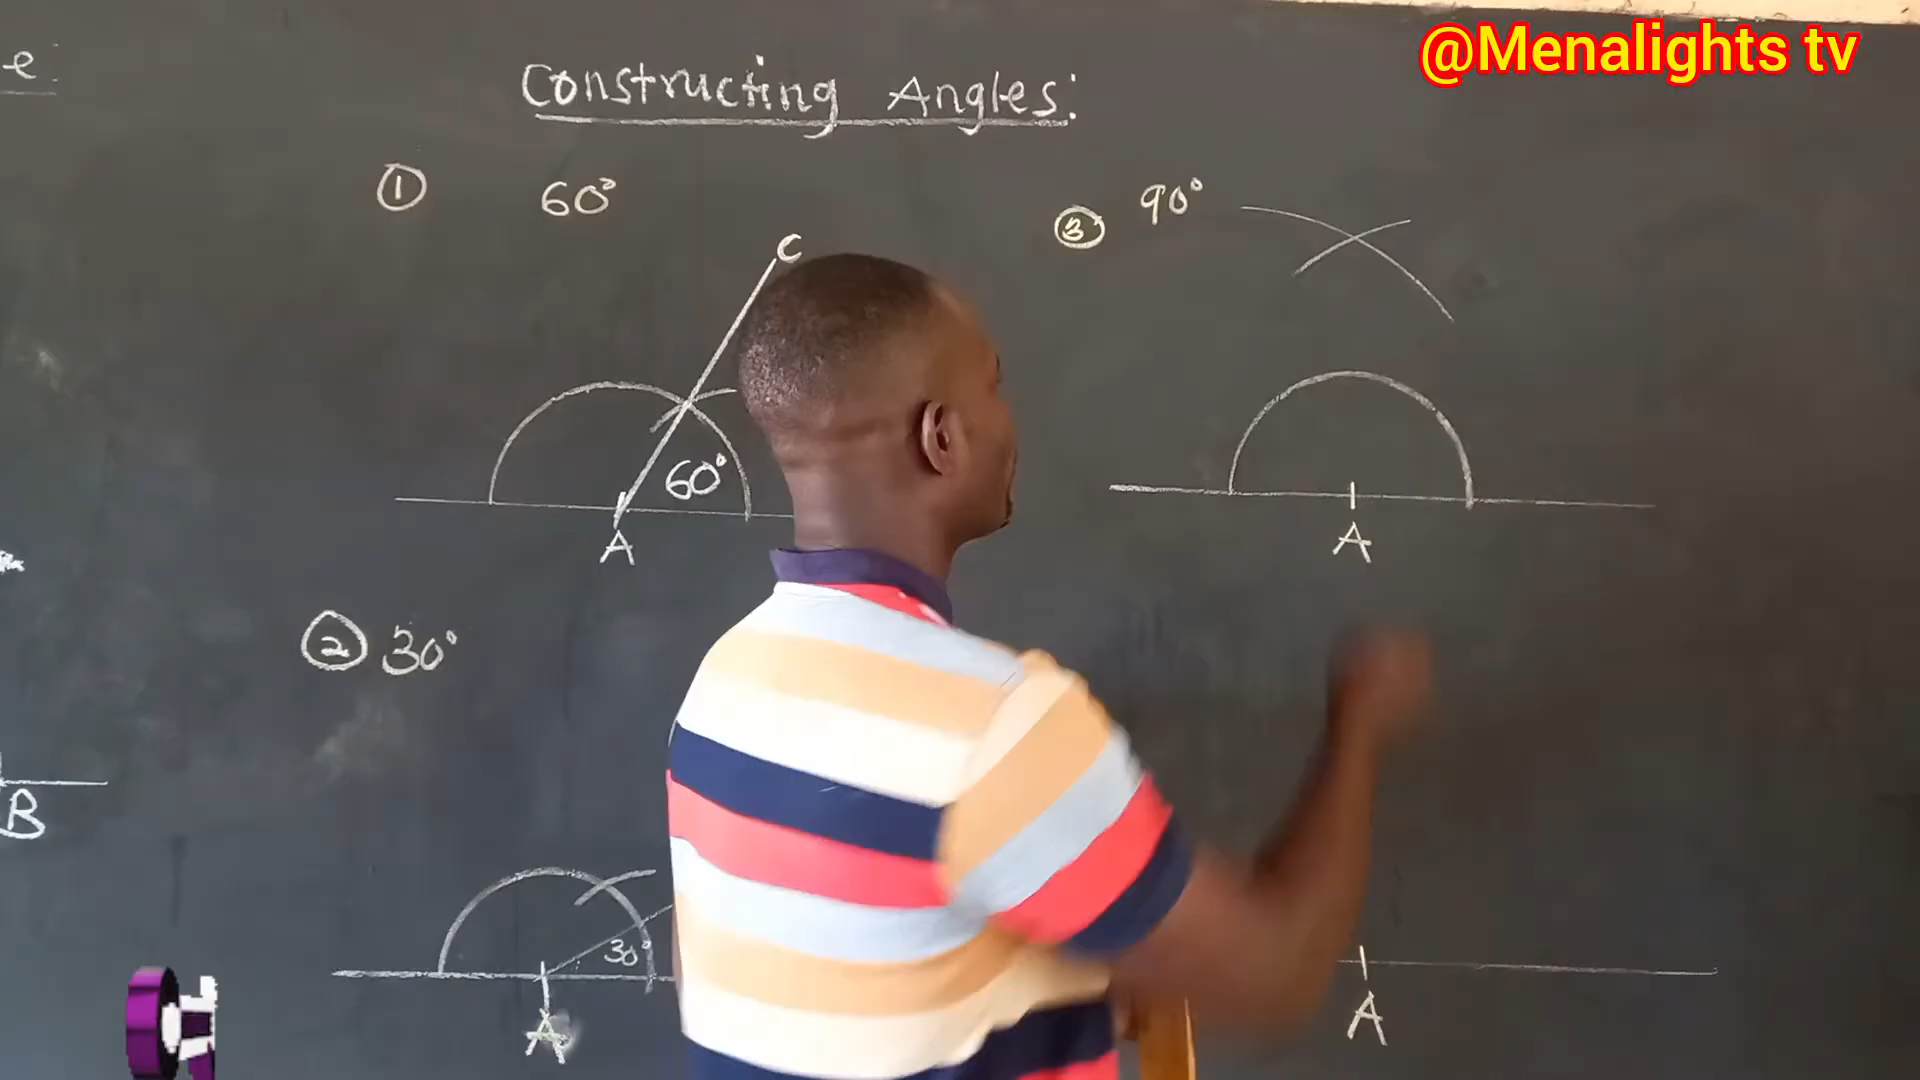 @Menalights tv
e:
Constructing Angles:
① 60°
C
60°
A
③ 90°
A
② 30°
B
30°
A
A